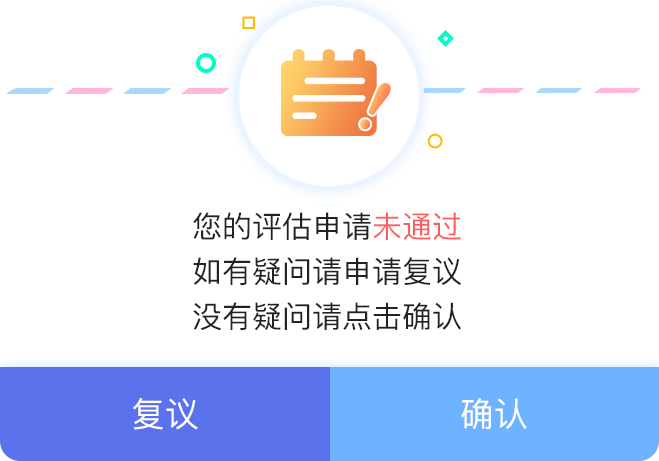 您的评估申请未通过
如有疑问请申请复议
没有疑问请点击确认
复议
确认